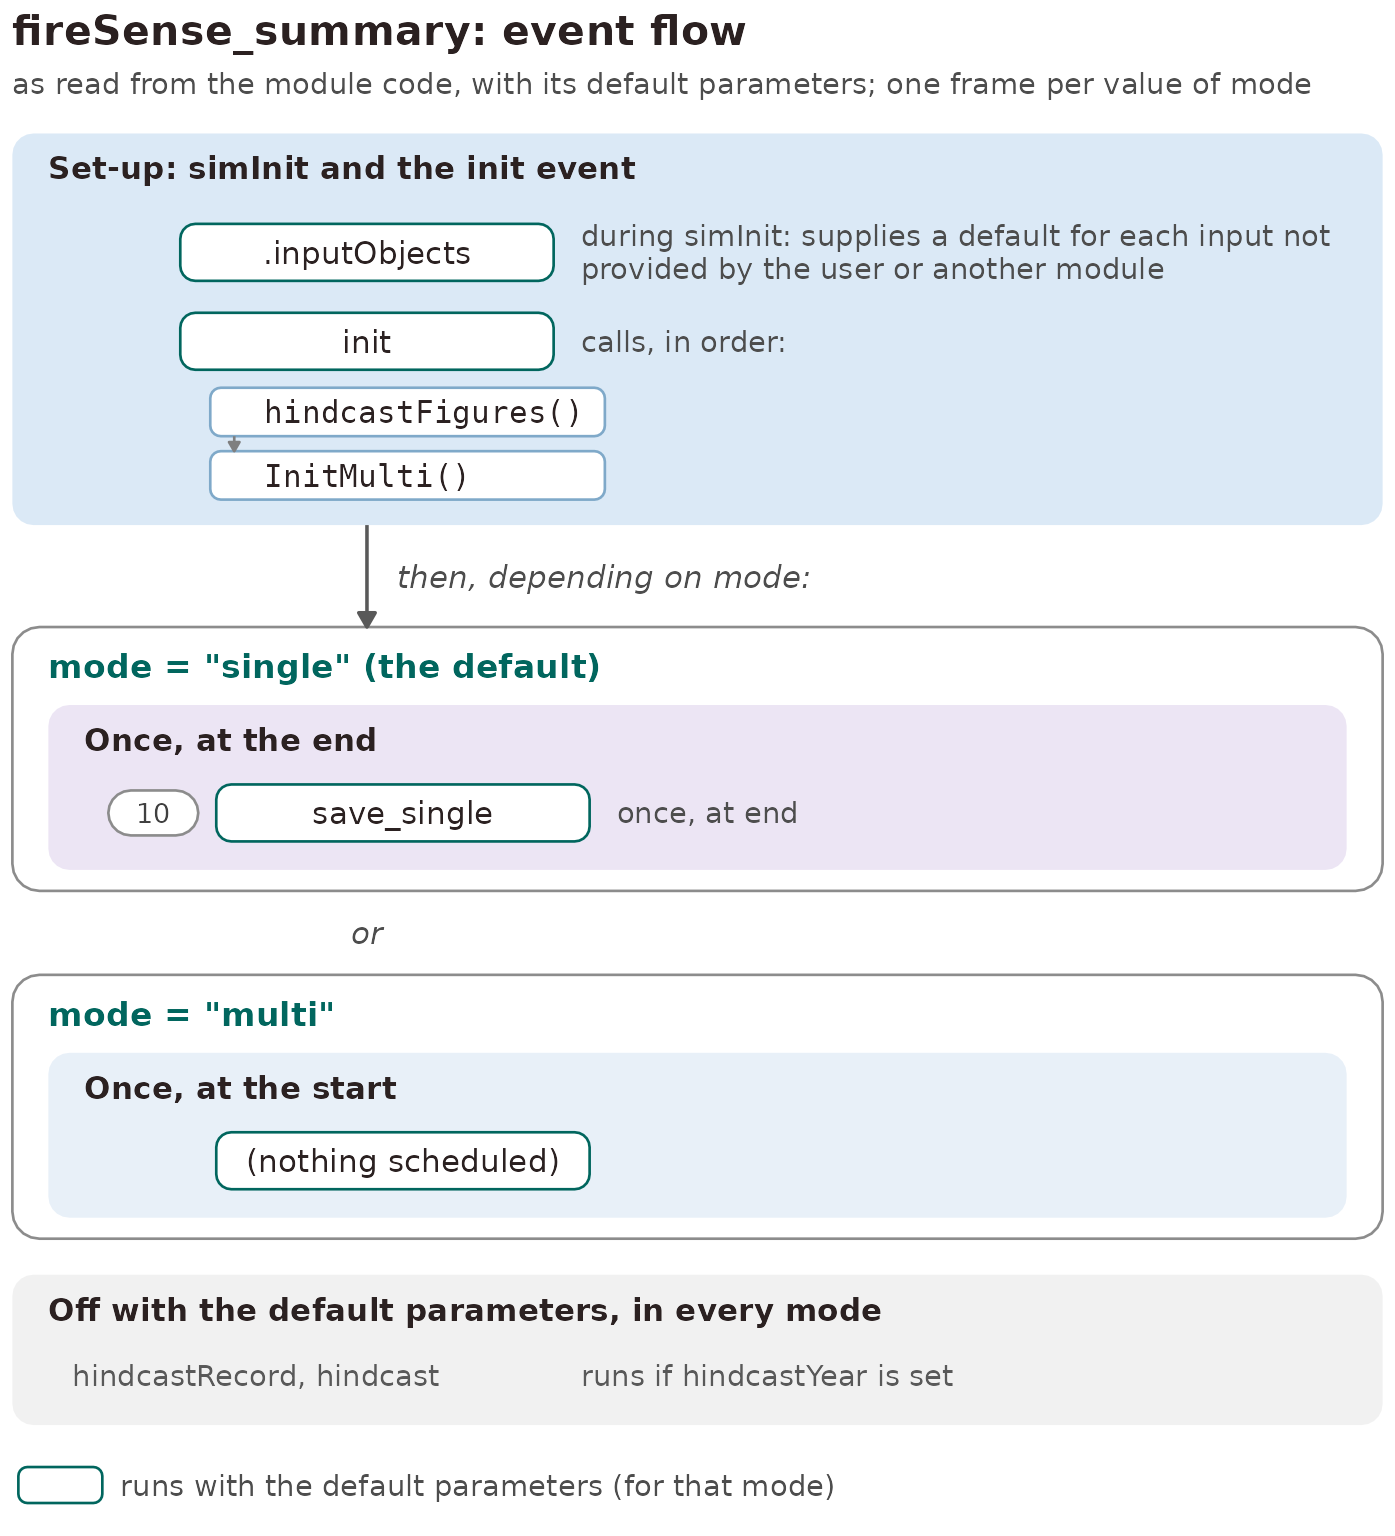 fireSense_summary: event flow
as read from the module code, with its default parameters; one frame per value of mode
Set-up: simInit and the init event
.inputObjects
during simInit: supplies a default for each input not
provided by the user or another module
init
calls, in order:
hindcastFigures()
InitMulti()
then, depending on mode:
mode = "single" (the default)
Once, at the end
10
save_single
once, at end
or
mode = "multi"
Once, at the start
(nothing scheduled)
Off with the default parameters, in every mode
hindcastRecord, hindcast
runs if hindcastYear is set
runs with the default parameters (for that mode)